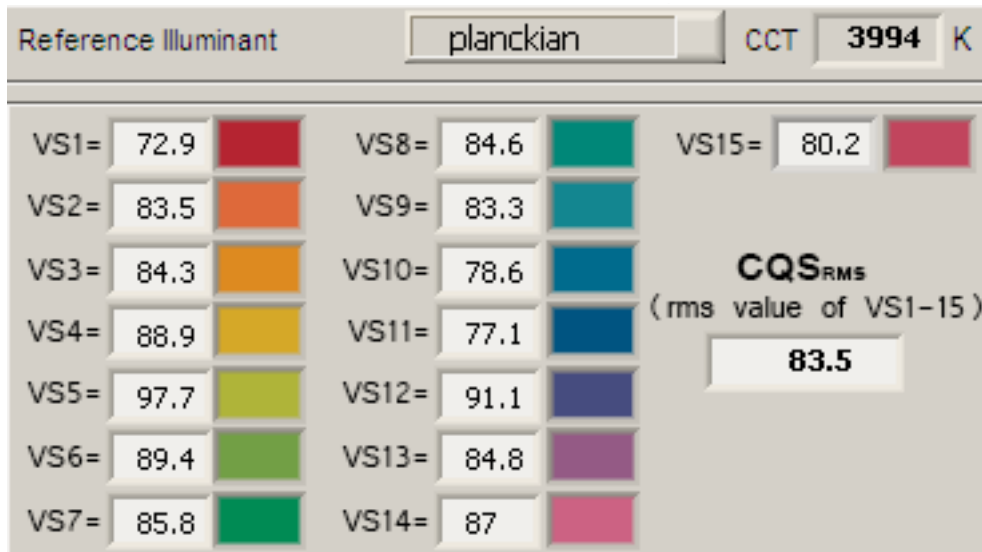 Reference Illuminant planckian CCT 3994 K
VS1= 72.9 VS8= 84.6 VS15= 80.2
VS2= 83.5 VS9= 83.3
VS3= 84.3 VS10= 78.6 CQSRMS
(rms value of VS1-15)
VS4= 88.9 VS11= 77.1
83.5
VS5= 97.7 VS12= 91.1
VS6= 89.4 VS13= 84.8
VS7= 85.8 VS14= 87